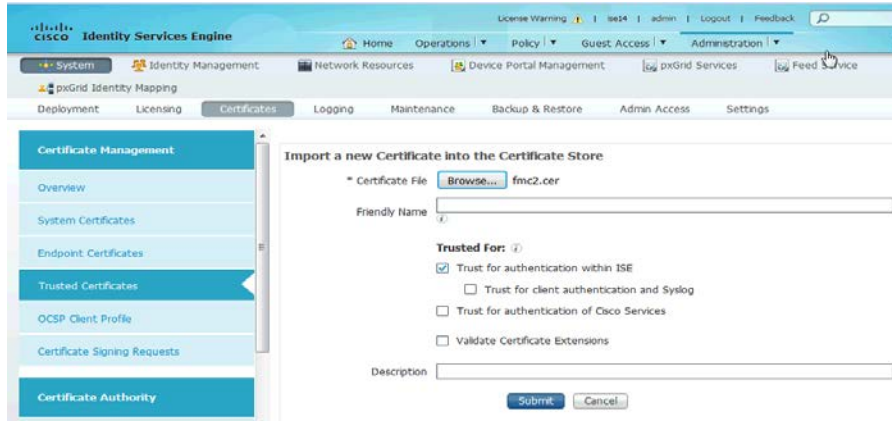 License Warning | ise14 | admin | Logout | Feedback
CISCO Identity Services Engine
Home Operations | Policy | Guest Access | Administration |
System Identity Management Network Resources Device Portal Management pxGrid Services Feed Service
pxGrid Identity Mapping
Deployment Licensing Certificates Logging Maintenance Backup & Restore Admin Access Settings
Certificate Management
Overview
System Certificates
Endpoint Certificates
Trusted Certificates
OCSP Client Profile
Certificate Signing Requests
Certificate Authority
Import a new Certificate into the Certificate Store
* Certificate File Browse... fmc2.cer
Friendly Name
Trusted For:
Trust for authentication within ISE
Trust for client authentication and Syslog
Trust for authentication of Cisco Services
Validate Certificate Extensions
Description
Submit Cancel